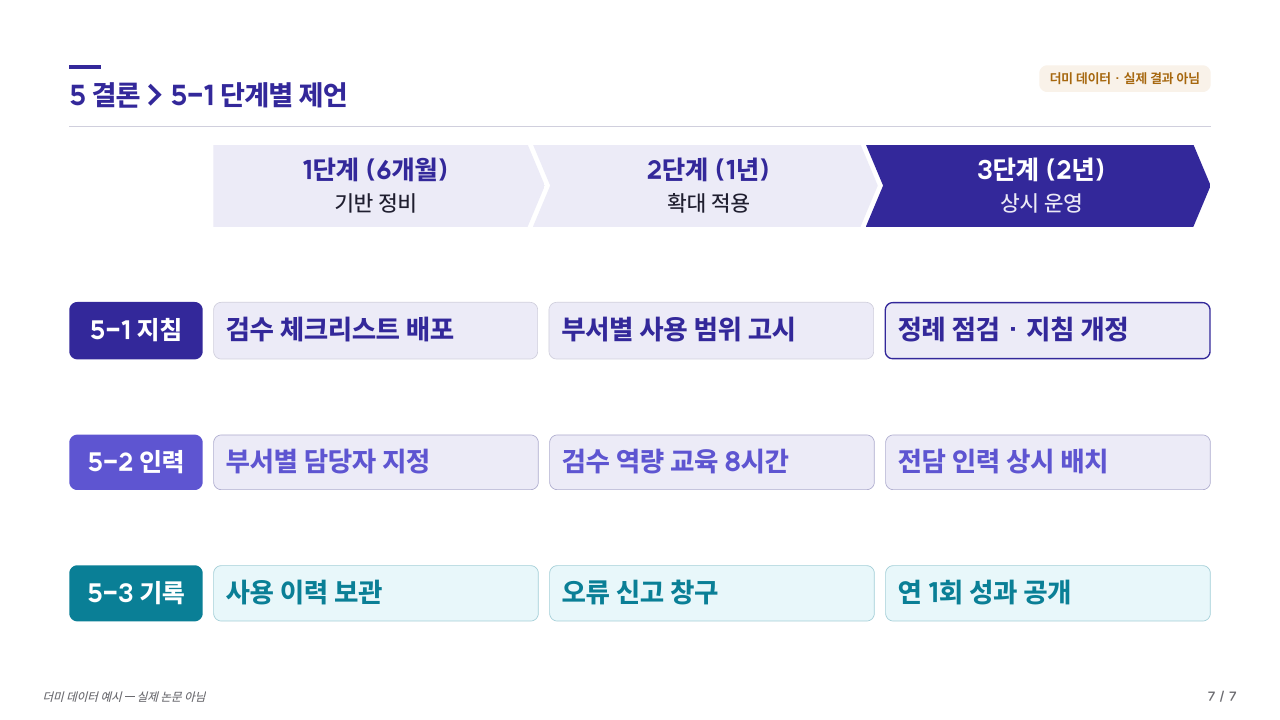 5 결론 > 5-1 단계별 제언
더미 데이터 · 실제 결과 아님
1단계 (6개월)
기반 정비
2단계 (1년)
확대 적용
3단계 (2년)
상시 운영
5-1 지침
검수 체크리스트 배포
부서별 사용 범위 고시
정례 점검 · 지침 개정
5-2 인력
부서별 담당자 지정
검수 역량 교육 8시간
전담 인력 상시 배치
5-3 기록
사용 이력 보관
오류 신고 창구
연 1회 성과 공개
더미 데이터 예시 — 실제 논문 아님
7 / 7